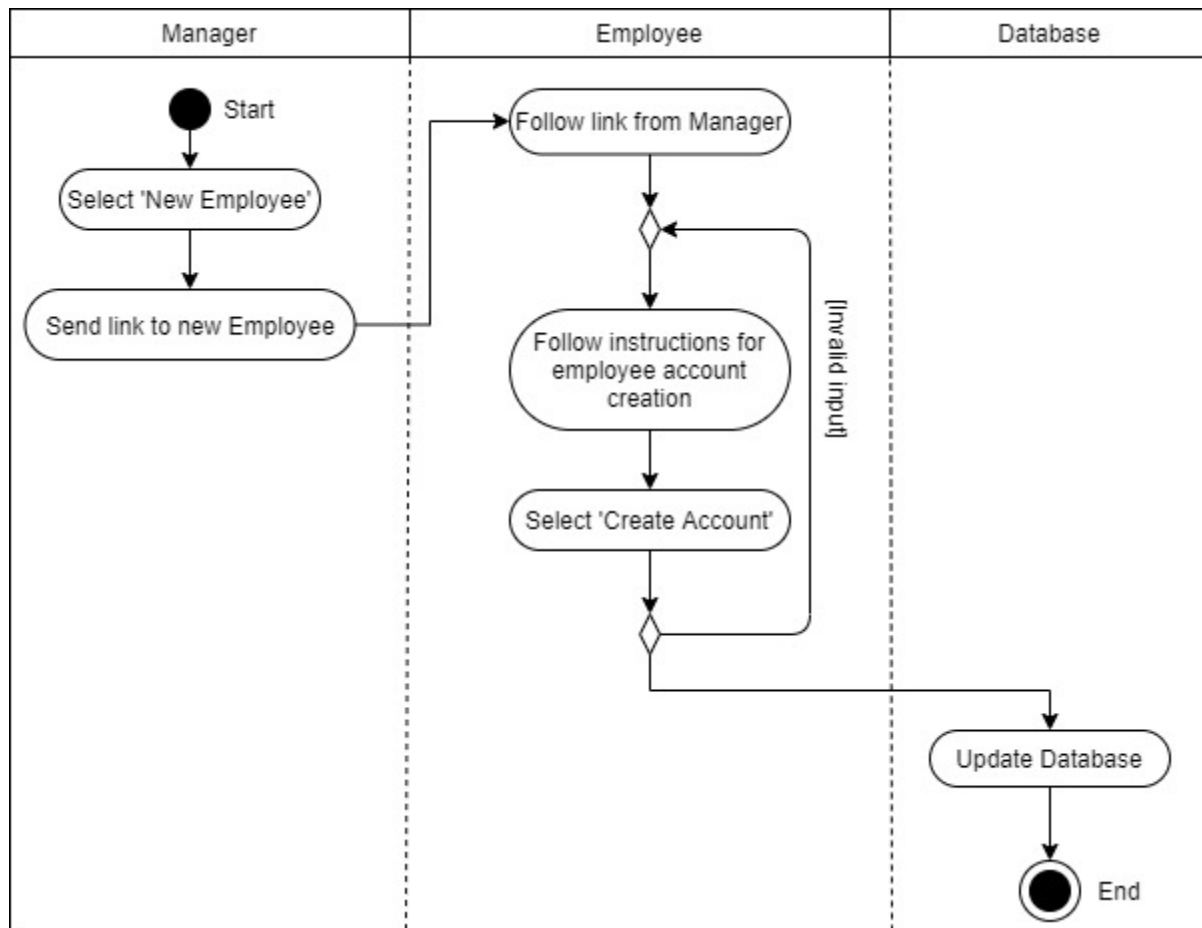 Manager
Employee
Database
Start
Select 'New Employee'
Send link to new Employee
Follow link from Manager
Follow instructions for
employee account
creation
Select 'Create Account'
[Invalid input]
Update Database
End